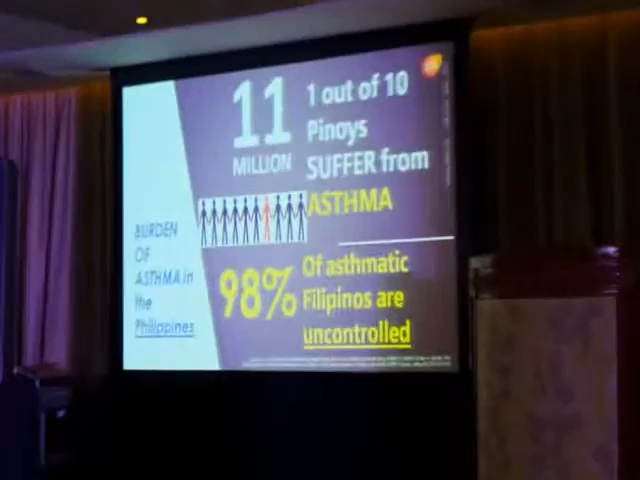 11
MILLION
1 out of 10
Pinoys
SUFFER from
ASTHMA
BURDEN
OF
ASTHMA in
the
Philippines
98%
Of asthmatic
Filipinos are
uncontrolled